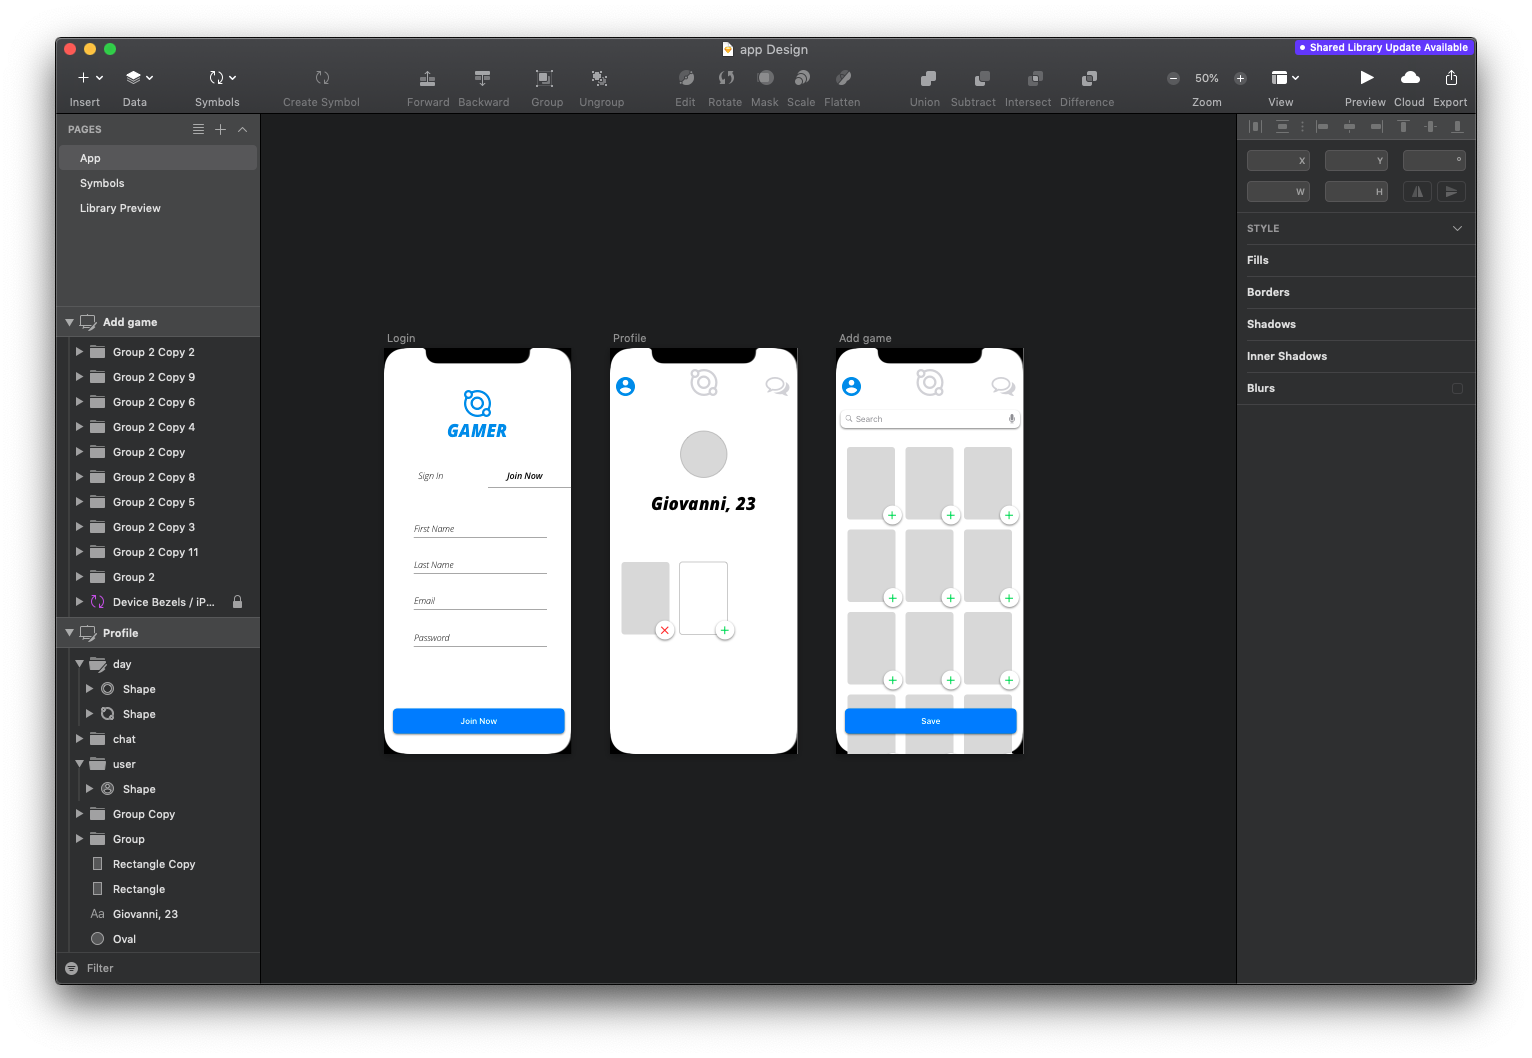 app Design
Shared Library Update Available
Insert
Data
Symbols
Create Symbol
Forward
Backward
Group
Ungroup
Edit
Rotate
Mask
Scale
Flatten
Union
Subtract
Intersect
Difference
50%
Zoom
View
Preview
Cloud
Export
PAGES
App
Symbols
Library Preview
Add game
Group 2 Copy 2
Group 2 Copy 9
Group 2 Copy 6
Group 2 Copy 4
Group 2 Copy
Group 2 Copy 8
Group 2 Copy 5
Group 2 Copy 3
Group 2 Copy 11
Group 2
Device Bezels / iP...
Profile
day
Shape
Shape
chat
user
Shape
Group Copy
Group
Rectangle Copy
Rectangle
Aa Giovanni, 23
Oval
Filter
Login
GAMER
Sign In
Join Now
First Name
Last Name
Email
Password
Join Now
Profile
Giovanni, 23
Add game
Search
Save
X
Y
°
W
H
STYLE
Fills
Borders
Shadows
Inner Shadows
Blurs